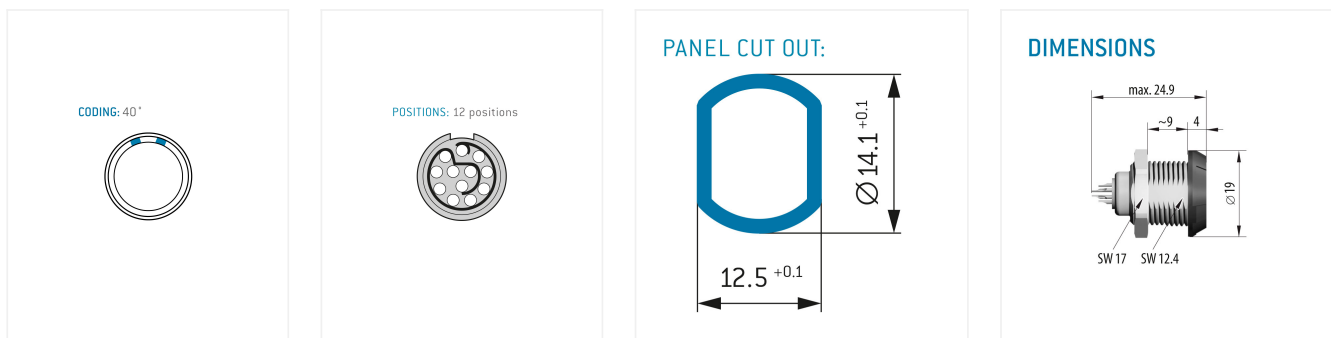 CODING: 40°
POSITIONS: 12 positions
PANEL CUT OUT:
Ø 14.1 +0.1
12.5 +0.1
DIMENSIONS
max. 24.9
~9
4
Ø19
SW 17
SW 12.4